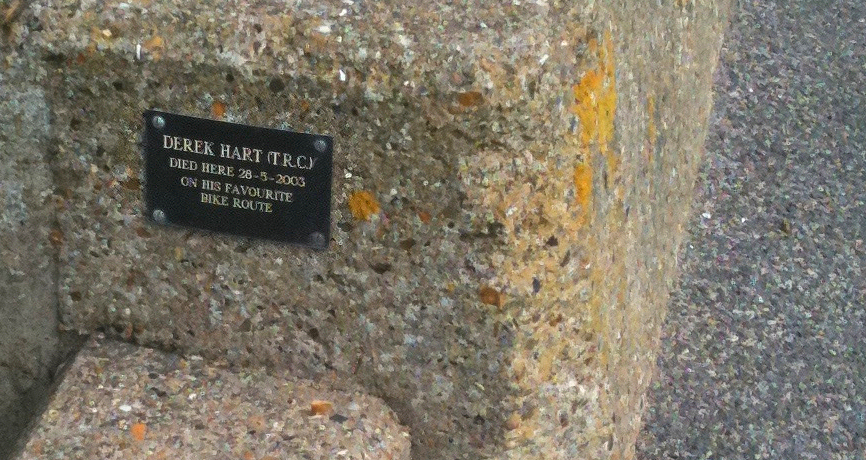 DEREK HART (T.R.C.)
DIED HERE 28-5-2003
ON HIS FAVOURITE
BIKE ROUTE